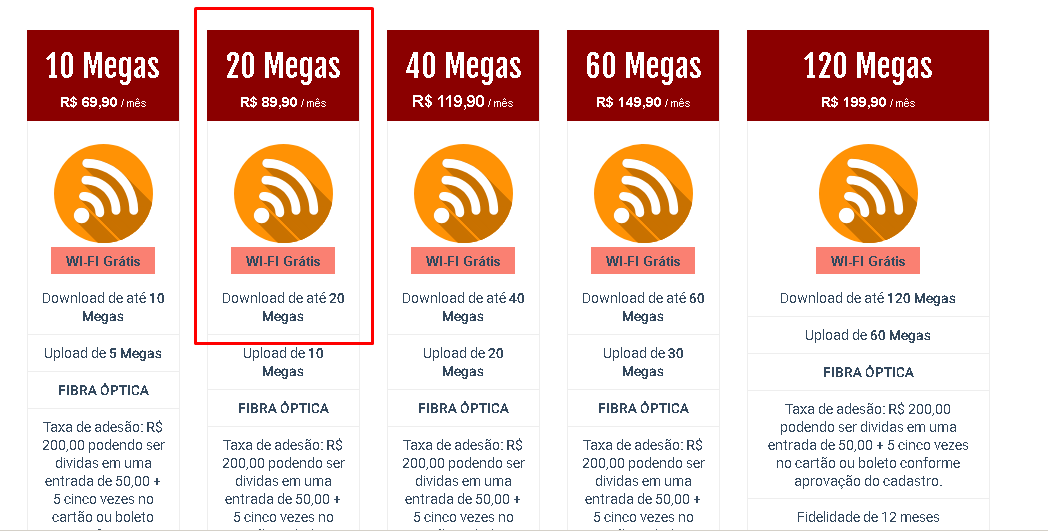 10 Megas
R$ 69,90 / mês
WI-FI Grátis
Download de até 10
Megas
Upload de 5 Megas
FIBRA ÓPTICA
Taxa de adesão: R$
200,00 podendo ser
dividas em uma
entrada de 50,00 +
5 cinco vezes no
cartão ou boleto
20 Megas
R$ 89,90 / mês
WI-FI Grátis
Download de até 20
Megas
Upload de 10
Megas
FIBRA ÓPTICA
Taxa de adesão: R$
200,00 podendo ser
dividas em uma
entrada de 50,00 +
5 cinco vezes no
40 Megas
R$ 119,90 / mês
WI-FI Grátis
Download de até 40
Megas
Upload de 20
Megas
FIBRA ÓPTICA
Taxa de adesão: R$
200,00 podendo ser
dividas em uma
entrada de 50,00 +
5 cinco vezes no
60 Megas
R$ 149,90 / mês
WI-FI Grátis
Download de até 60
Megas
Upload de 30
Megas
FIBRA ÓPTICA
Taxa de adesão: R$
200,00 podendo ser
dividas em uma
entrada de 50,00 +
5 cinco vezes no
120 Megas
R$ 199,90 / mês
WI-FI Grátis
Download de até 120 Megas
Upload de 60 Megas
FIBRA ÓPTICA
Taxa de adesão: R$ 200,00
podendo ser dividas em uma
entrada de 50,00 + 5 cinco vezes
no cartão ou boleto conforme
aprovação do cadastro.
Fidelidade de 12 meses